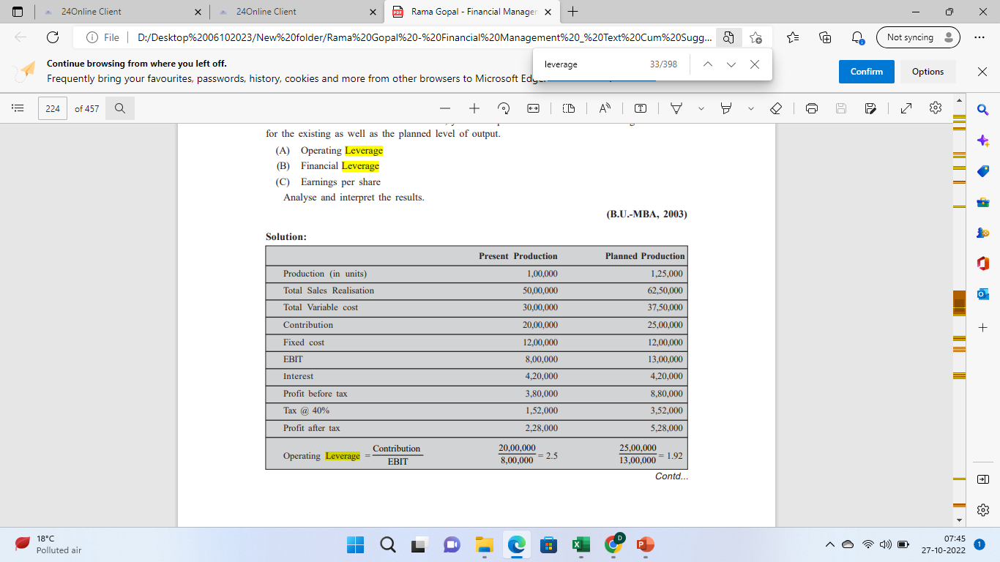 24Online Client
24Online Client
Rama Gopal - Financial Manager
File
D:/Desktop%2006102023/New%20folder/Rama%20Gopal%20-%20Financial%20Management%20_%20Text%20Cum%20Sugg...
Not syncing
Continue browsing from where you left off.
Frequently bring your favourites, passwords, history, cookies and more from other browsers to Microsoft Edge.
leverage 33/398
Confirm
Options
224 of 457
for the existing as well as the planned level of output.
(A) Operating Leverage
(B) Financial Leverage
(C) Earnings per share
Analyse and interpret the results.
(B.U.-MBA, 2003)
Solution:
Present Production Planned Production
Production (in units) 1,00,000 1,25,000
Total Sales Realisation 50,00,000 62,50,000
Total Variable cost 30,00,000 37,50,000
Contribution 20,00,000 25,00,000
Fixed cost 12,00,000 12,00,000
EBIT 8,00,000 13,00,000
Interest 4,20,000 4,20,000
Profit before tax 3,80,000 8,80,000
Tax @ 40% 1,52,000 3,52,000
Profit after tax 2,28,000 5,28,000
Operating Leverage = Contribution / EBIT 20,00,000 / 8,00,000 = 2.5 25,00,000 / 13,00,000 = 1.92
Contd...
18°C
Polluted air
07:45
27-10-2022
1